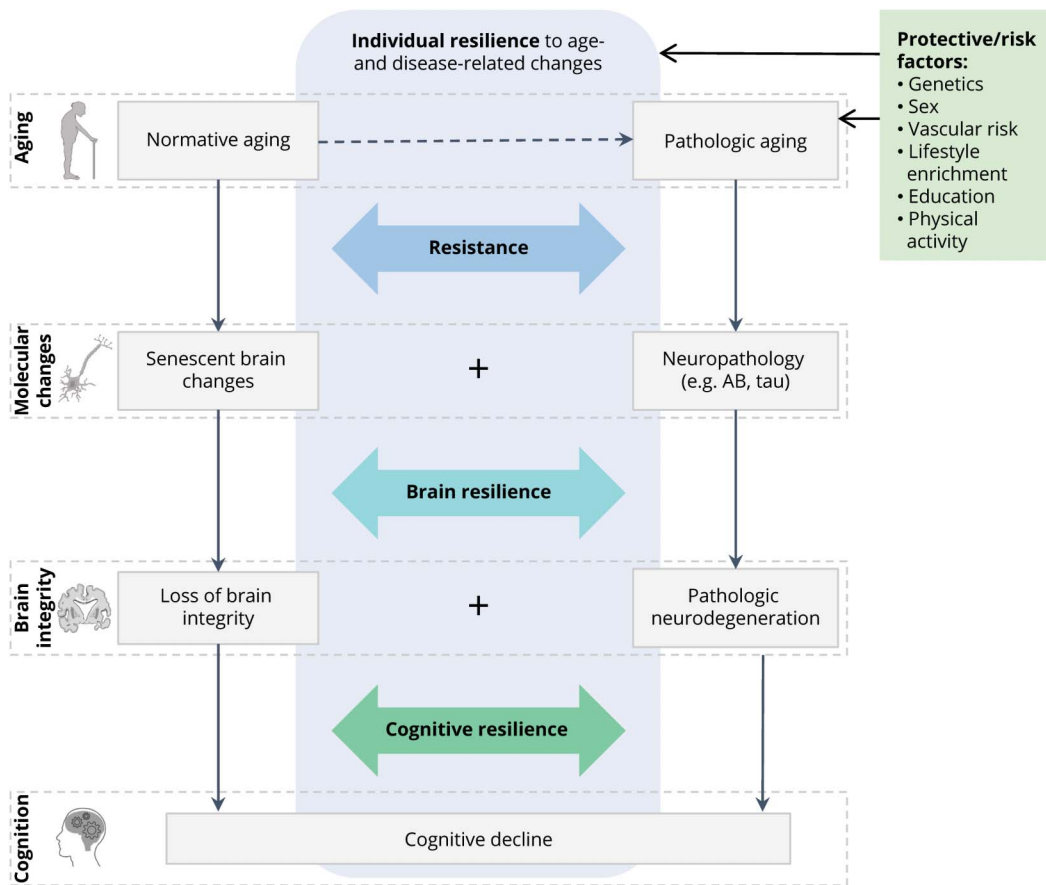 Individual resilience to age-
and disease-related changes
Protective/risk
factors:
• Genetics
• Sex
• Vascular risk
• Lifestyle
enrichment
• Education
• Physical
activity
Aging
Normative aging
Pathologic aging
Resistance
Molecular
changes
Senescent brain
changes
+
Neuropathology
(e.g. AB, tau)
Brain resilience
Brain
integrity
Loss of brain
integrity
+
Pathologic
neurodegeneration
Cognitive resilience
Cognition
Cognitive decline